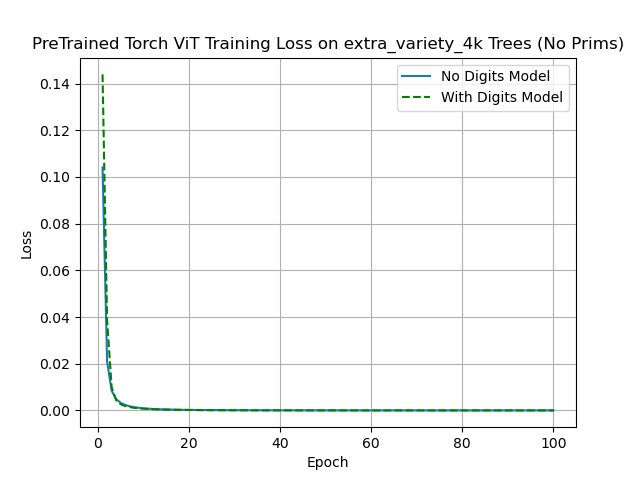 PreTrained Torch ViT Training Loss on extra_variety_4k Trees (No Prims)
No Digits Model
With Digits Model
0.14
0.12
0.10
0.08
0.06
0.04
0.02
0.00
Loss
0 20 40 60 80 100
Epoch